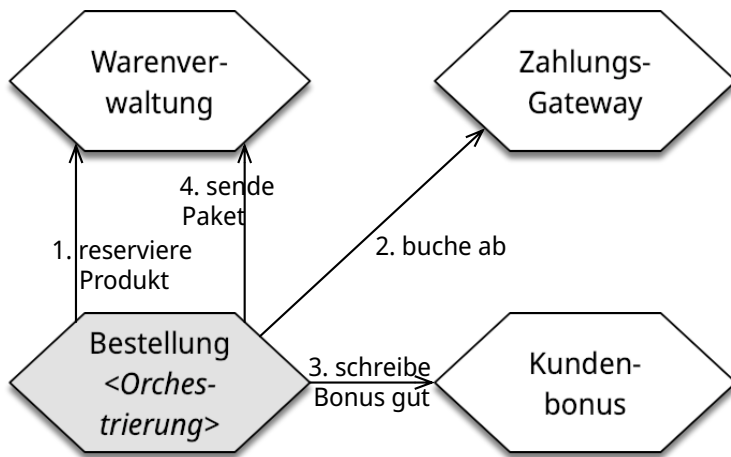 Warenver-
waltung
Zahlungs-
Gateway
4. sende
Paket
1. reserviere
Produkt
2. buche ab
Bestellung
<Orches-
trierung>
3. schreibe
Bonus gut
Kunden-
bonus